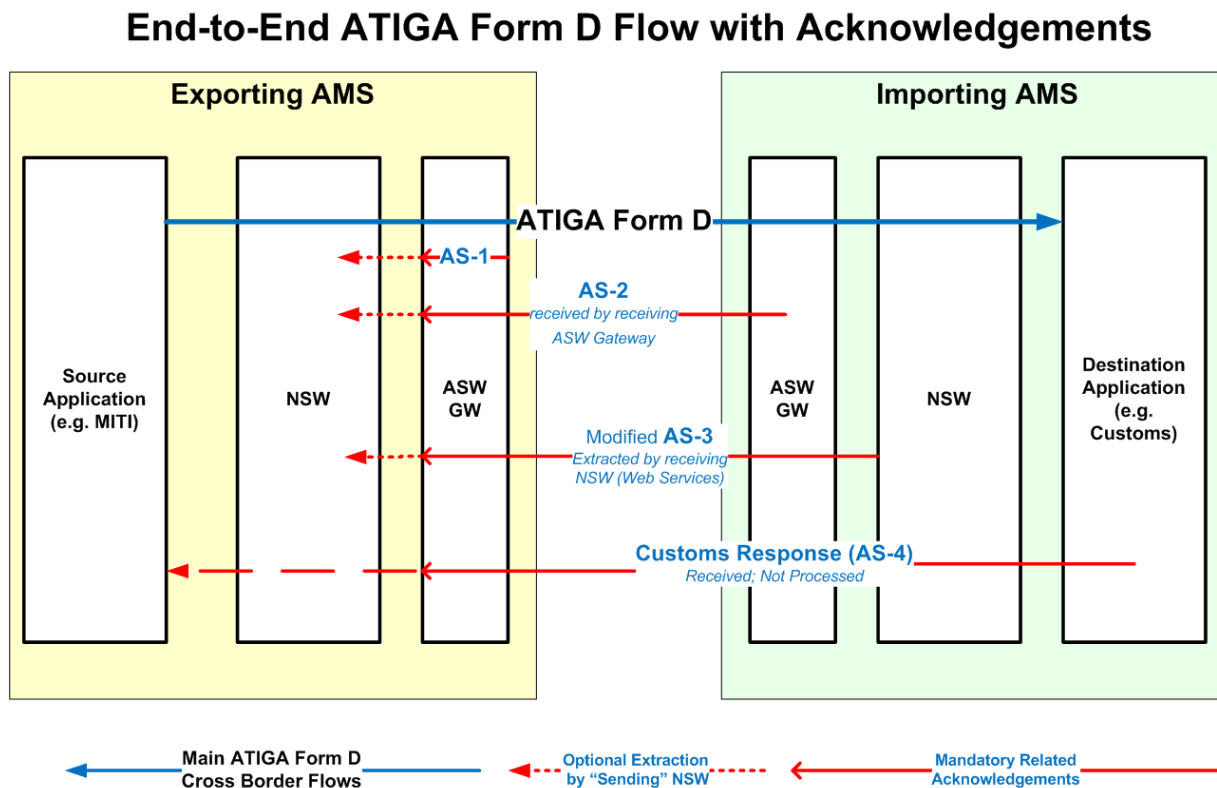 End-to-End ATIGA Form D Flow with Acknowledgements
Exporting AMS
Importing AMS
ATIGA Form D
AS-1
AS-2
received by receiving
ASW Gateway
Source
Application
(e.g. MITI)
NSW
ASW
GW
ASW
GW
NSW
Destination
Application
(e.g.
Customs)
Modified AS-3
Extracted by receiving
NSW (Web Services)
Customs Response (AS-4)
Received; Not Processed
Main ATIGA Form D
Cross Border Flows
Optional Extraction
by “Sending” NSW
Mandatory Related
Acknowledgements